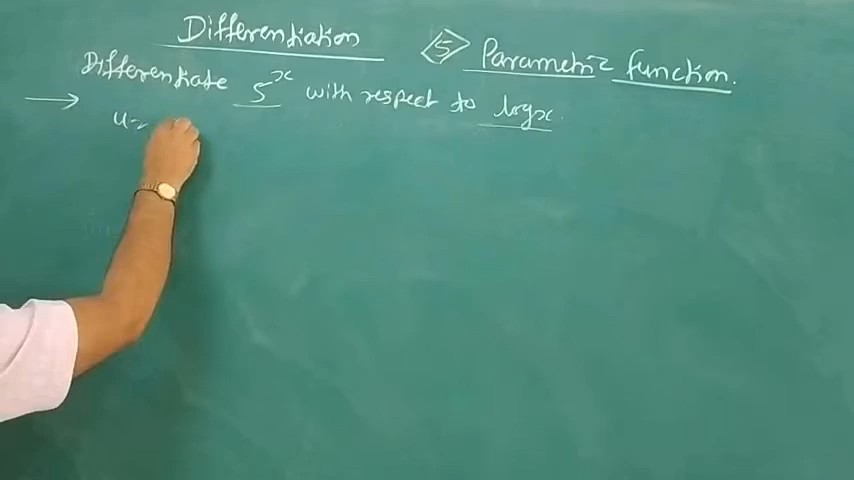 Differentiation
<5> Parametric function.
Differentiate 5^x with respect to log x.
→ u =